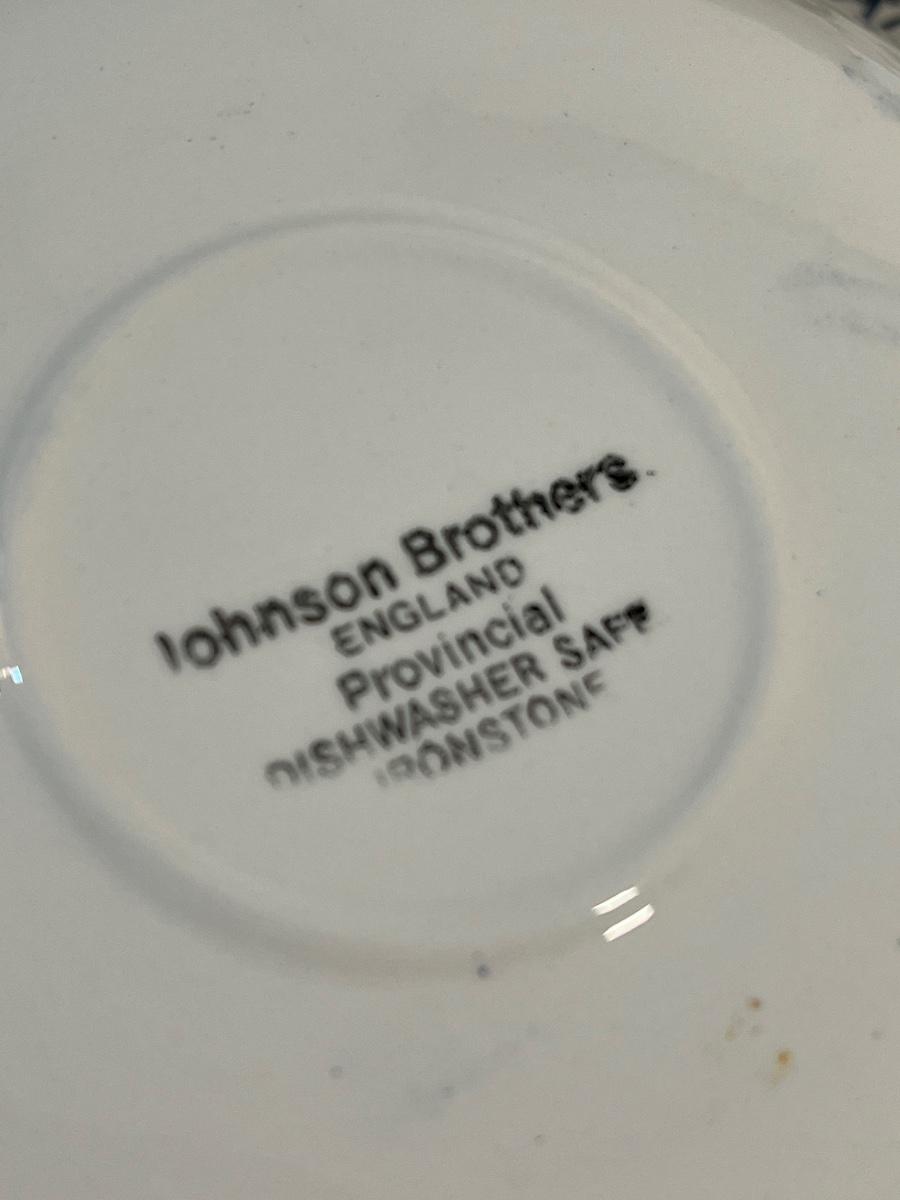 Johnson Brothers
ENGLAND
Provincial
DISHWASHER SAFE
IRONSTONE